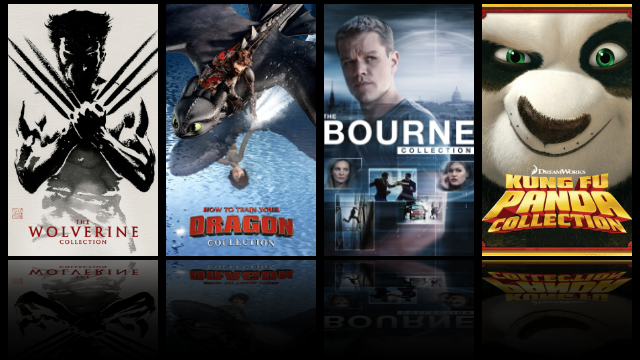 THE
WOLVERINE
COLLECTION
HOW TO TRAIN YOUR
DRAGON
COLLECTION
THE
BOURNE
COLLECTION
DREAMWORKS
KUNG FU
PANDA
COLLECTION